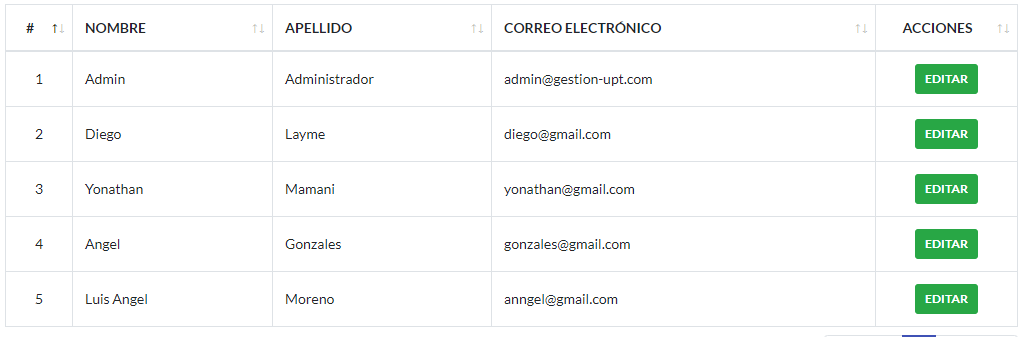 # NOMBRE APELLIDO CORREO ELECTRÓNICO ACCIONES
1 Admin Administrador admin@gestion-upt.com EDITAR
2 Diego Layme diego@gmail.com EDITAR
3 Yonathan Mamani yonathan@gmail.com EDITAR
4 Angel Gonzales gonzales@gmail.com EDITAR
5 Luis Angel Moreno anngel@gmail.com EDITAR